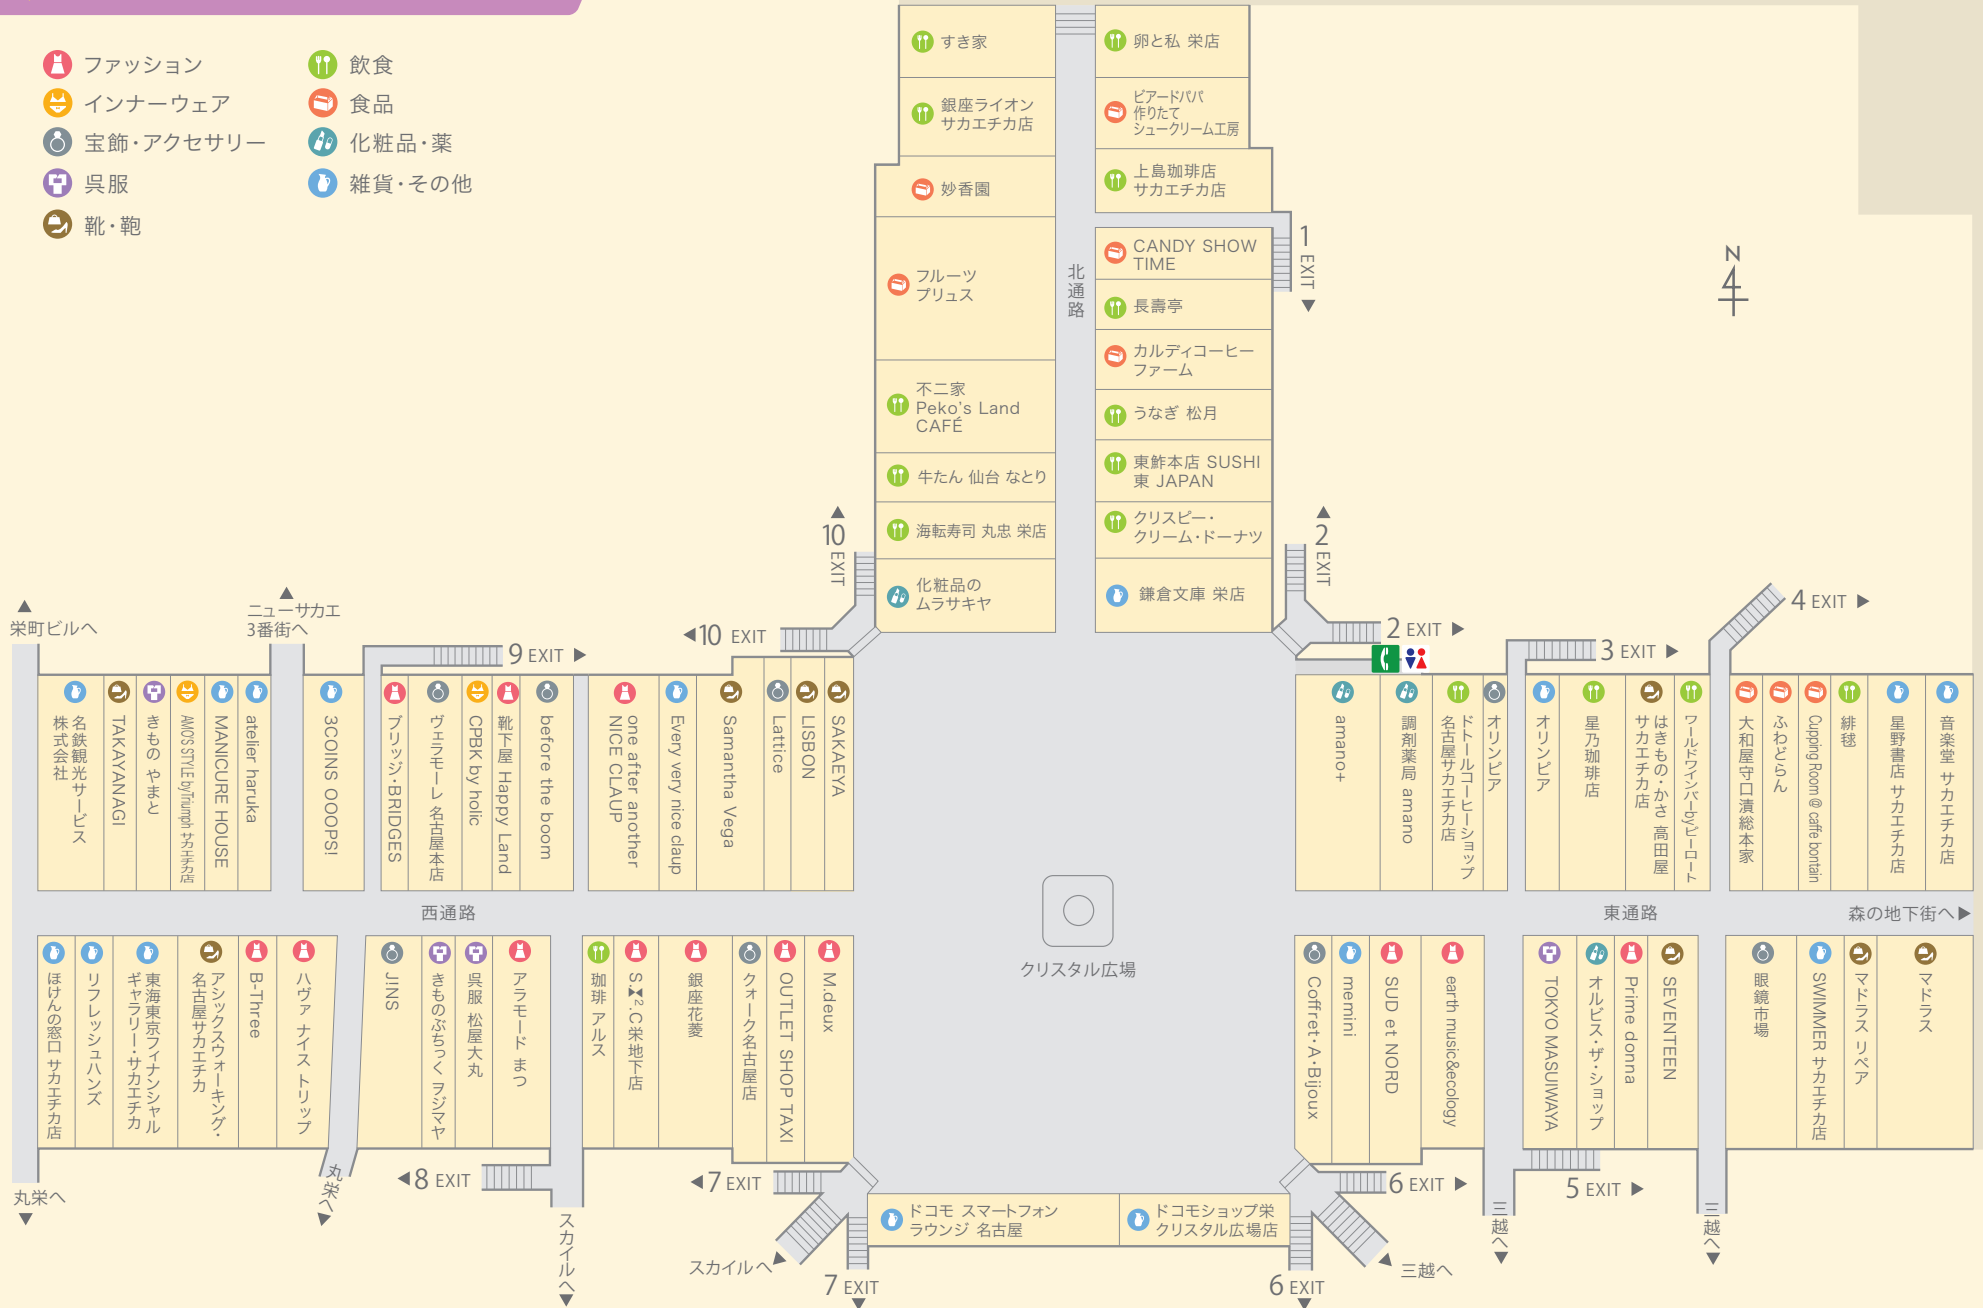 ファッション
インナーウェア
宝飾・アクセサリー
呉服
靴・鞄
飲食
食品
化粧品・薬
雑貨・その他
すき家
銀座ライオン
サカエチカ店
妙香園
フルーツ
プリュス
不二家
Peko's Land
CAFÉ
牛たん 仙台 なとり
海転寿司 丸忠 栄店
化粧品の
ムラサキヤ
北通路
卵と私 栄店
ビアードパパ
作りたて
シュークリーム工房
上島珈琲店
サカエチカ店
CANDY SHOW
TIME
長壽亭
カルディコーヒー
ファーム
うなぎ 松月
東鮓本店 SUSHI
東 JAPAN
クリスピー・
クリーム・ドーナツ
鎌倉文庫 栄店
1 EXIT
N
10 EXIT
10 EXIT
2 EXIT
2 EXIT
3 EXIT
4 EXIT
9 EXIT
栄町ビルへ
ニューサカエ
3番街へ
名鉄観光サービス
株式会社
TAKAYANAGI
きもの やまと
AMO'S STYLE by Triumph サカエチカ店
MANICURE HOUSE
atelier haruka
3COINS OOOPS!
ブリッジ・BRIDGES
ヴェラモーレ 名古屋本店
CPBK by holic
靴下屋 Happy Land
before the boom
one after another
NICE CLAUP
Every very nice claup
Samantha Vega
Lattice
LISBON
SAKAEYA
amano+
調剤薬局 amano
ドトールコーヒーショップ
名古屋サカエチカ店
オリンピア
オリンピア
星乃珈琲店
はきもの・かさ 高田屋
サカエチカ店
ワールドワインバーbyピーロート
大和屋守口漬総本家
ふわどらん
Cupping Room @ caffe bontain
緋毬
星野書店 サカエチカ店
音楽堂 サカエチカ店
西通路
東通路
森の地下街へ
クリスタル広場
ほけんの窓口 サカエチカ店
リフレッシュハンズ
東海東京フィナンシャル
ギャラリー・サカエチカ
アシックスウォーキング・
名古屋サカエチカ
B-Three
ハヴァ ナイス トリップ
J!NS
きものぶちっく ヲジマヤ
呉服 松屋大丸
アラモード まつ
珈琲 アルス
銀座花菱
クォーク名古屋店
OUTLET SHOP TAXI
M.deux
Coffret・A・Bijoux
memini
SUD et NORD
earth music&ecology
TOKYO MASUIWAYA
オルビス・ザ・ショップ
Prime donna
SEVENTEEN
眼鏡市場
SWIMMER サカエチカ店
マドラス リペア
マドラス
丸栄へ
丸栄へ
8 EXIT
スカイルへ
7 EXIT
スカイルへ
7 EXIT
ドコモ スマートフォン
ラウンジ 名古屋
ドコモショップ栄
クリスタル広場店
6 EXIT
6 EXIT
三越へ
三越へ
5 EXIT
三越へ